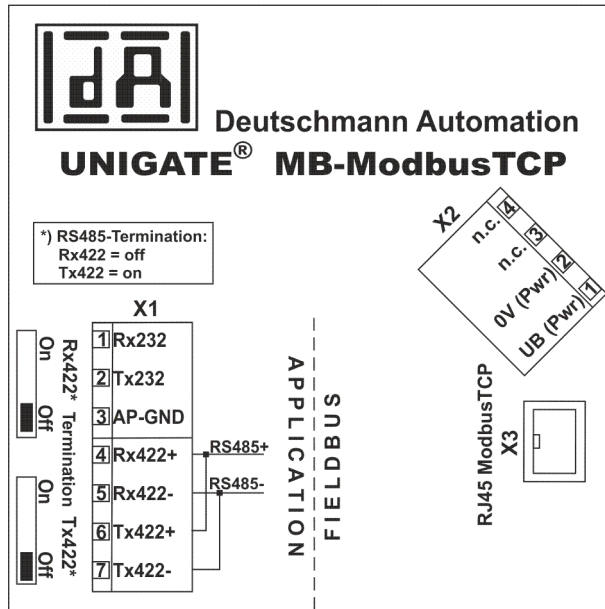 dA
Deutschmann Automation
UNIGATE® MB-ModbusTCP
*) RS485-Termination:
Rx422 = off
Tx422 = on
X2
4 n.c.
3 n.c.
2 0V (Pwr)
1 UB (Pwr)
X1
1 Rx232
2 Tx232
3 AP-GND
4 Rx422+
5 Rx422-
6 Tx422+
7 Tx422-
RS485+
RS485-
On Off
Rx422* Termination Tx422*
On Off
APPLICATION
FIELDBUS
X3
RJ45 ModbusTCP